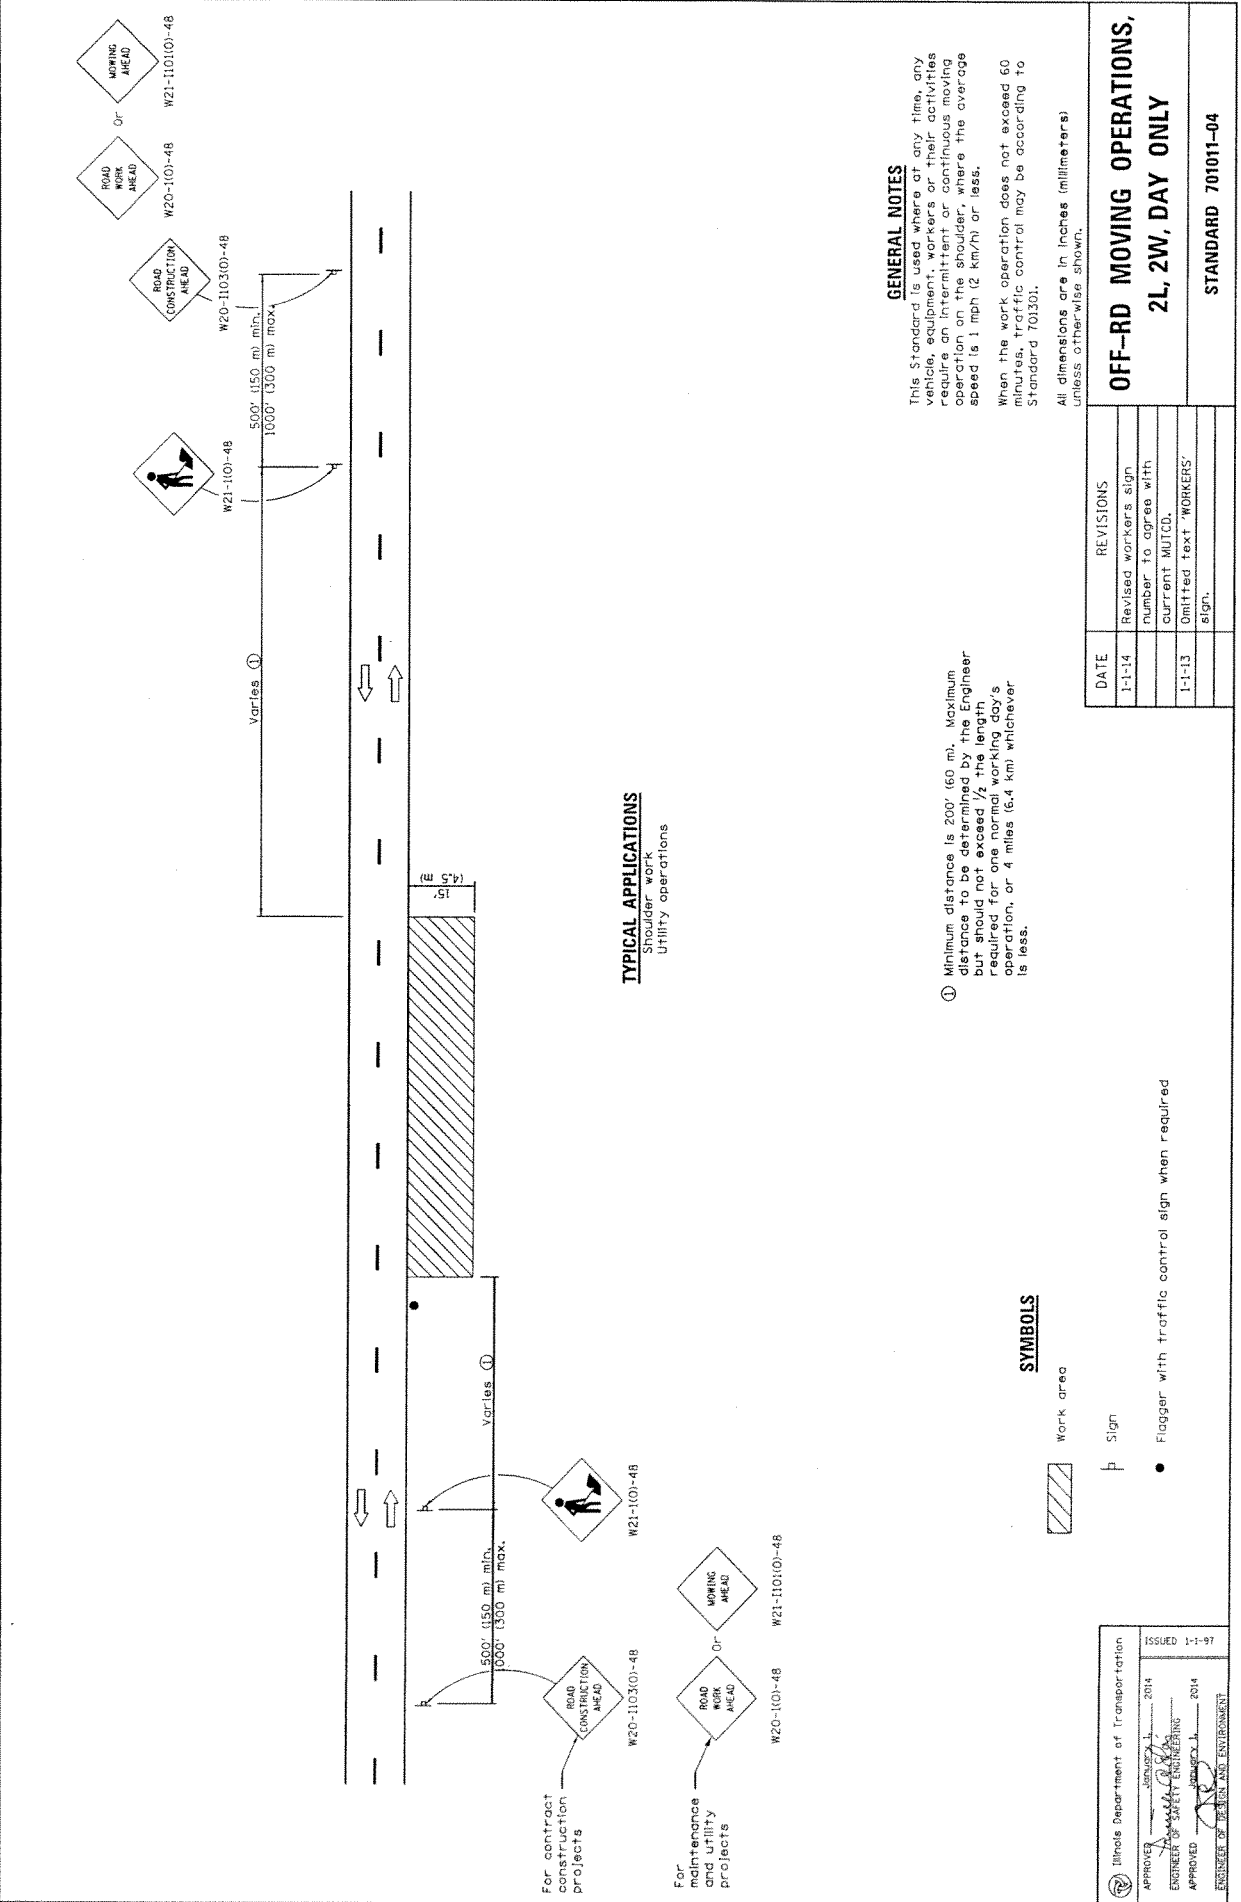 MOWING
AHEAD
W21-I101(O)-48
Or
ROAD
WORK
AHEAD
W20-1(O)-48
ROAD
CONSTRUCTION
AHEAD
W20-I103(O)-48
500' (150 m) min.
1000' (300 m) max.
W21-1(O)-48
Varies ①
15'
(4.5 m)
Varies ①
W21-1(O)-48
500' (150 m) min.
1000' (300 m) max.
ROAD
CONSTRUCTION
AHEAD
W20-I103(O)-48
For contract
construction
projects
MOWING
AHEAD
W21-I101(O)-48
Or
ROAD
WORK
AHEAD
W20-1(O)-48
For
maintenance
and utility
projects
TYPICAL APPLICATIONS
Shoulder work
Utility operations
SYMBOLS
Work area
Sign
Flagger with traffic control sign when required
① Minimum distance is 200' (60 m). Maximum
distance to be determined by the Engineer
but should not exceed ½ the length
required for one normal working day's
operation, or 4 miles (6.4 km) whichever
is less.
GENERAL NOTES
This Standard is used where at any time, any
vehicle, equipment, workers or their activities
require an intermittent or continuous moving
operation on the shoulder, where the average
speed is 1 mph (2 km/h) or less.
When the work operation does not exceed 60
minutes, traffic control may be according to
Standard 701301.
All dimensions are in inches (millimeters)
unless otherwise shown.
Illinois Department of Transportation
APPROVED January 1, 2014
ENGINEER OF SAFETY ENGINEERING
APPROVED January 1, 2014
ENGINEER OF DESIGN AND ENVIRONMENT
ISSUED 1-1-97
DATE REVISIONS
1-1-14 Revised workers sign
number to agree with
current MUTCD.
1-1-13 Omitted text 'WORKERS'
sign.
OFF-RD MOVING OPERATIONS,
2L, 2W, DAY ONLY
STANDARD 701011-04